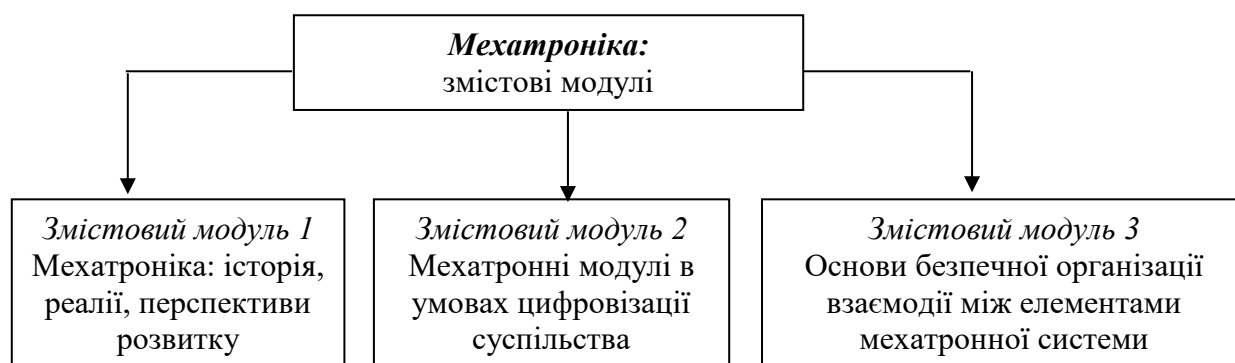 Мехатроніка:
змістові модулі
Змістовий модуль 1
Мехатроніка: історія,
реалії, перспективи
розвитку
Змістовий модуль 2
Мехатронні модулі в
умовах цифровізації
суспільства
Змістовий модуль 3
Основи безпечної організації
взаємодії між елементами
мехатронної системи